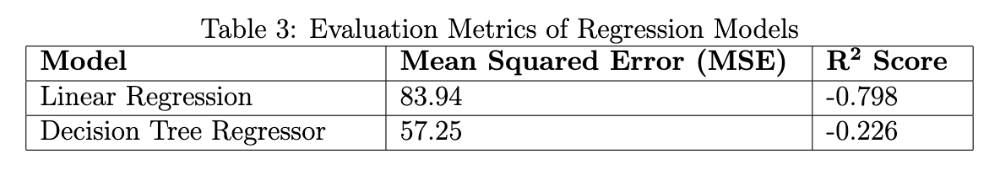 Table 3: Evaluation Metrics of Regression Models
Model Mean Squared Error (MSE) R² Score
Linear Regression 83.94 -0.798
Decision Tree Regressor 57.25 -0.226